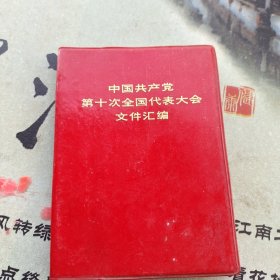 中国共产党
第十次全国代表大会
文件汇编
风转绿
江南二